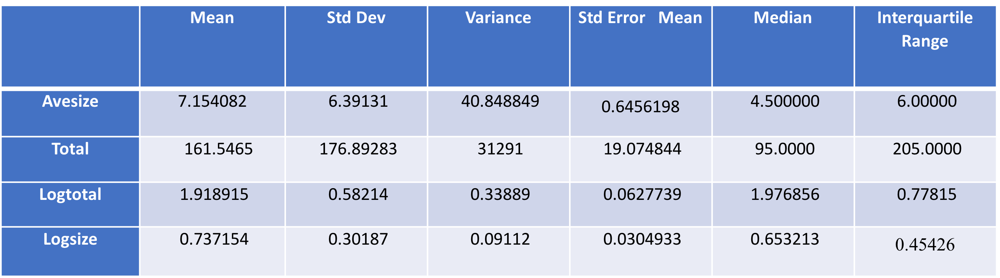 Mean Std Dev Variance Std Error Mean Median Interquartile
Range
Avesize 7.154082 6.39131 40.848849 0.6456198 4.500000 6.00000
Total 161.5465 176.89283 31291 19.074844 95.0000 205.0000
Logtotal 1.918915 0.58214 0.33889 0.0627739 1.976856 0.77815
Logsize 0.737154 0.30187 0.09112 0.0304933 0.653213 0.45426